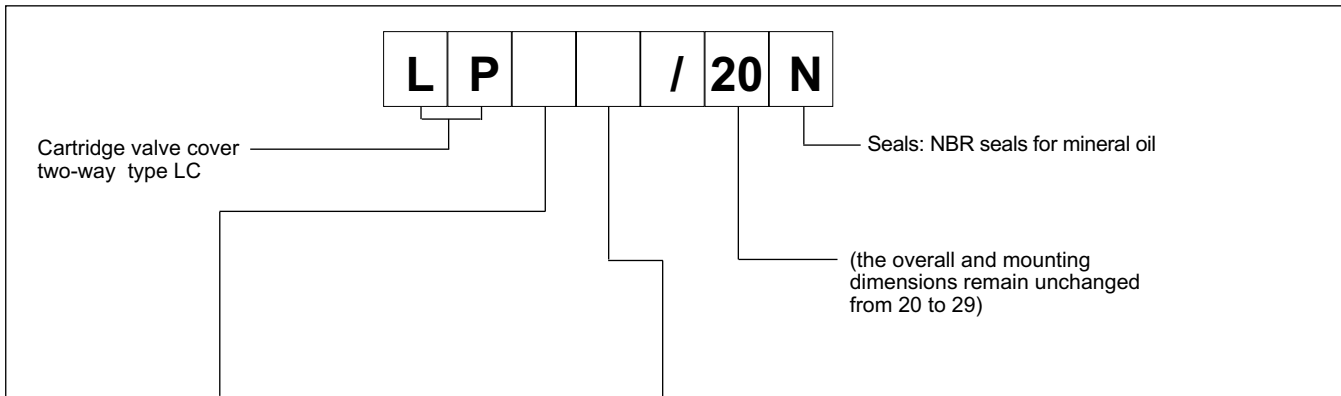 L P / 20 N
Cartridge valve cover
two-way type LC
Seals: NBR seals for mineral oil
(the overall and mounting
dimensions remain unchanged
from 20 to 29)